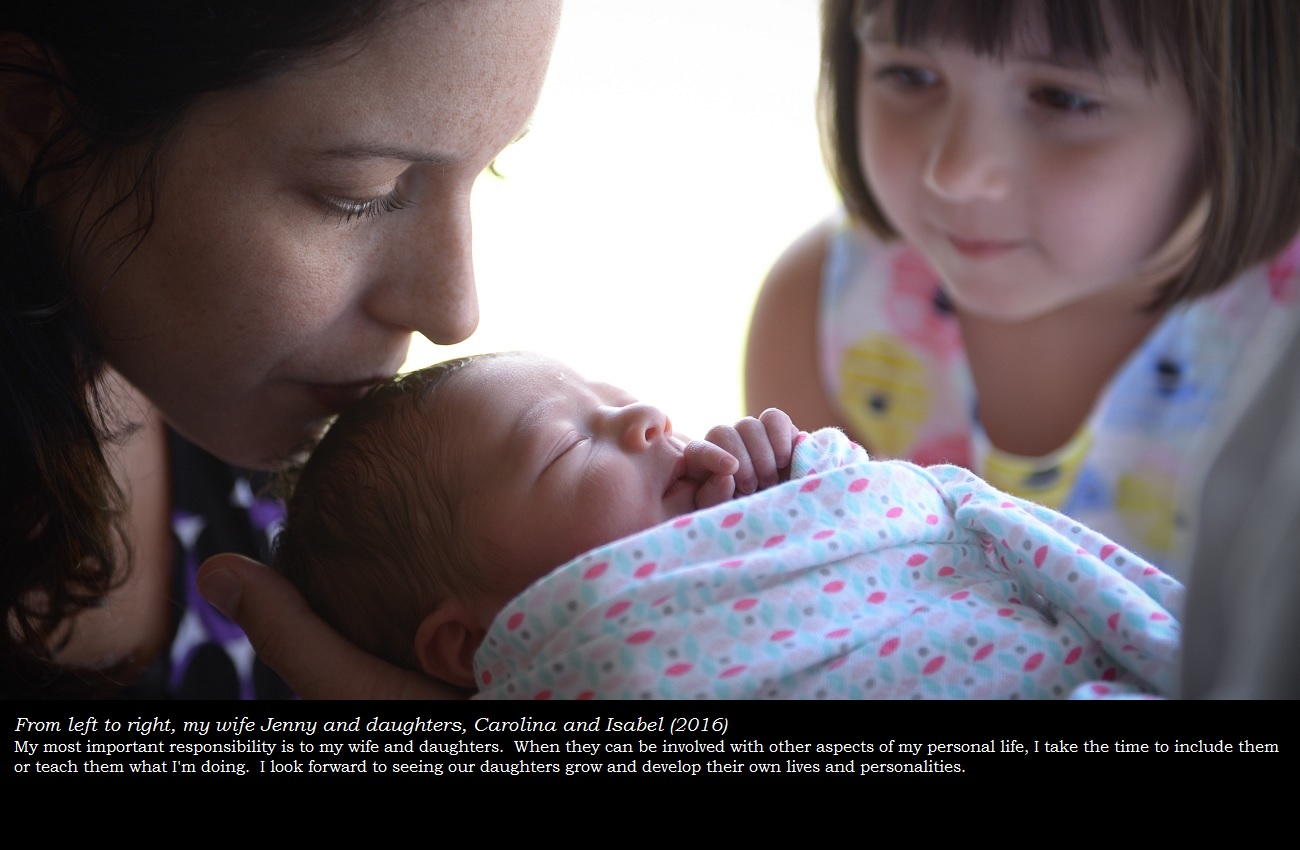 From left to right, my wife Jenny and daughters, Carolina and Isabel (2016)
My most important responsibility is to my wife and daughters.  When they can be involved with other aspects of my personal life, I take the time to include them
or teach them what I'm doing.  I look forward to seeing our daughters grow and develop their own lives and personalities.